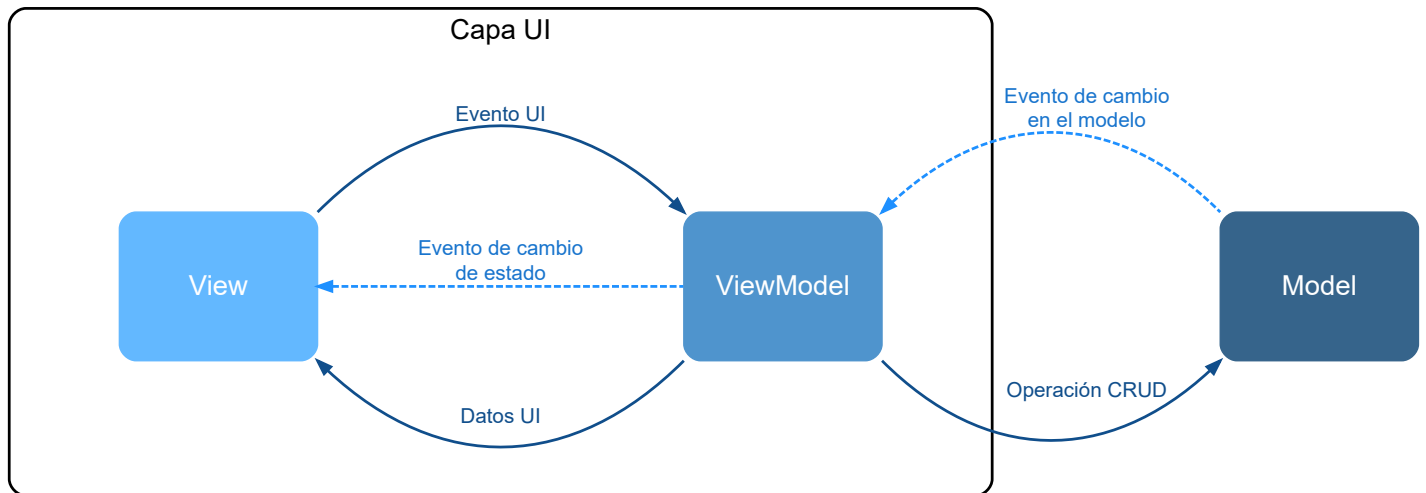 Capa UI
Evento UI
Evento de cambio
en el modelo
Evento de cambio
de estado
View
ViewModel
Model
Operación CRUD
Datos UI